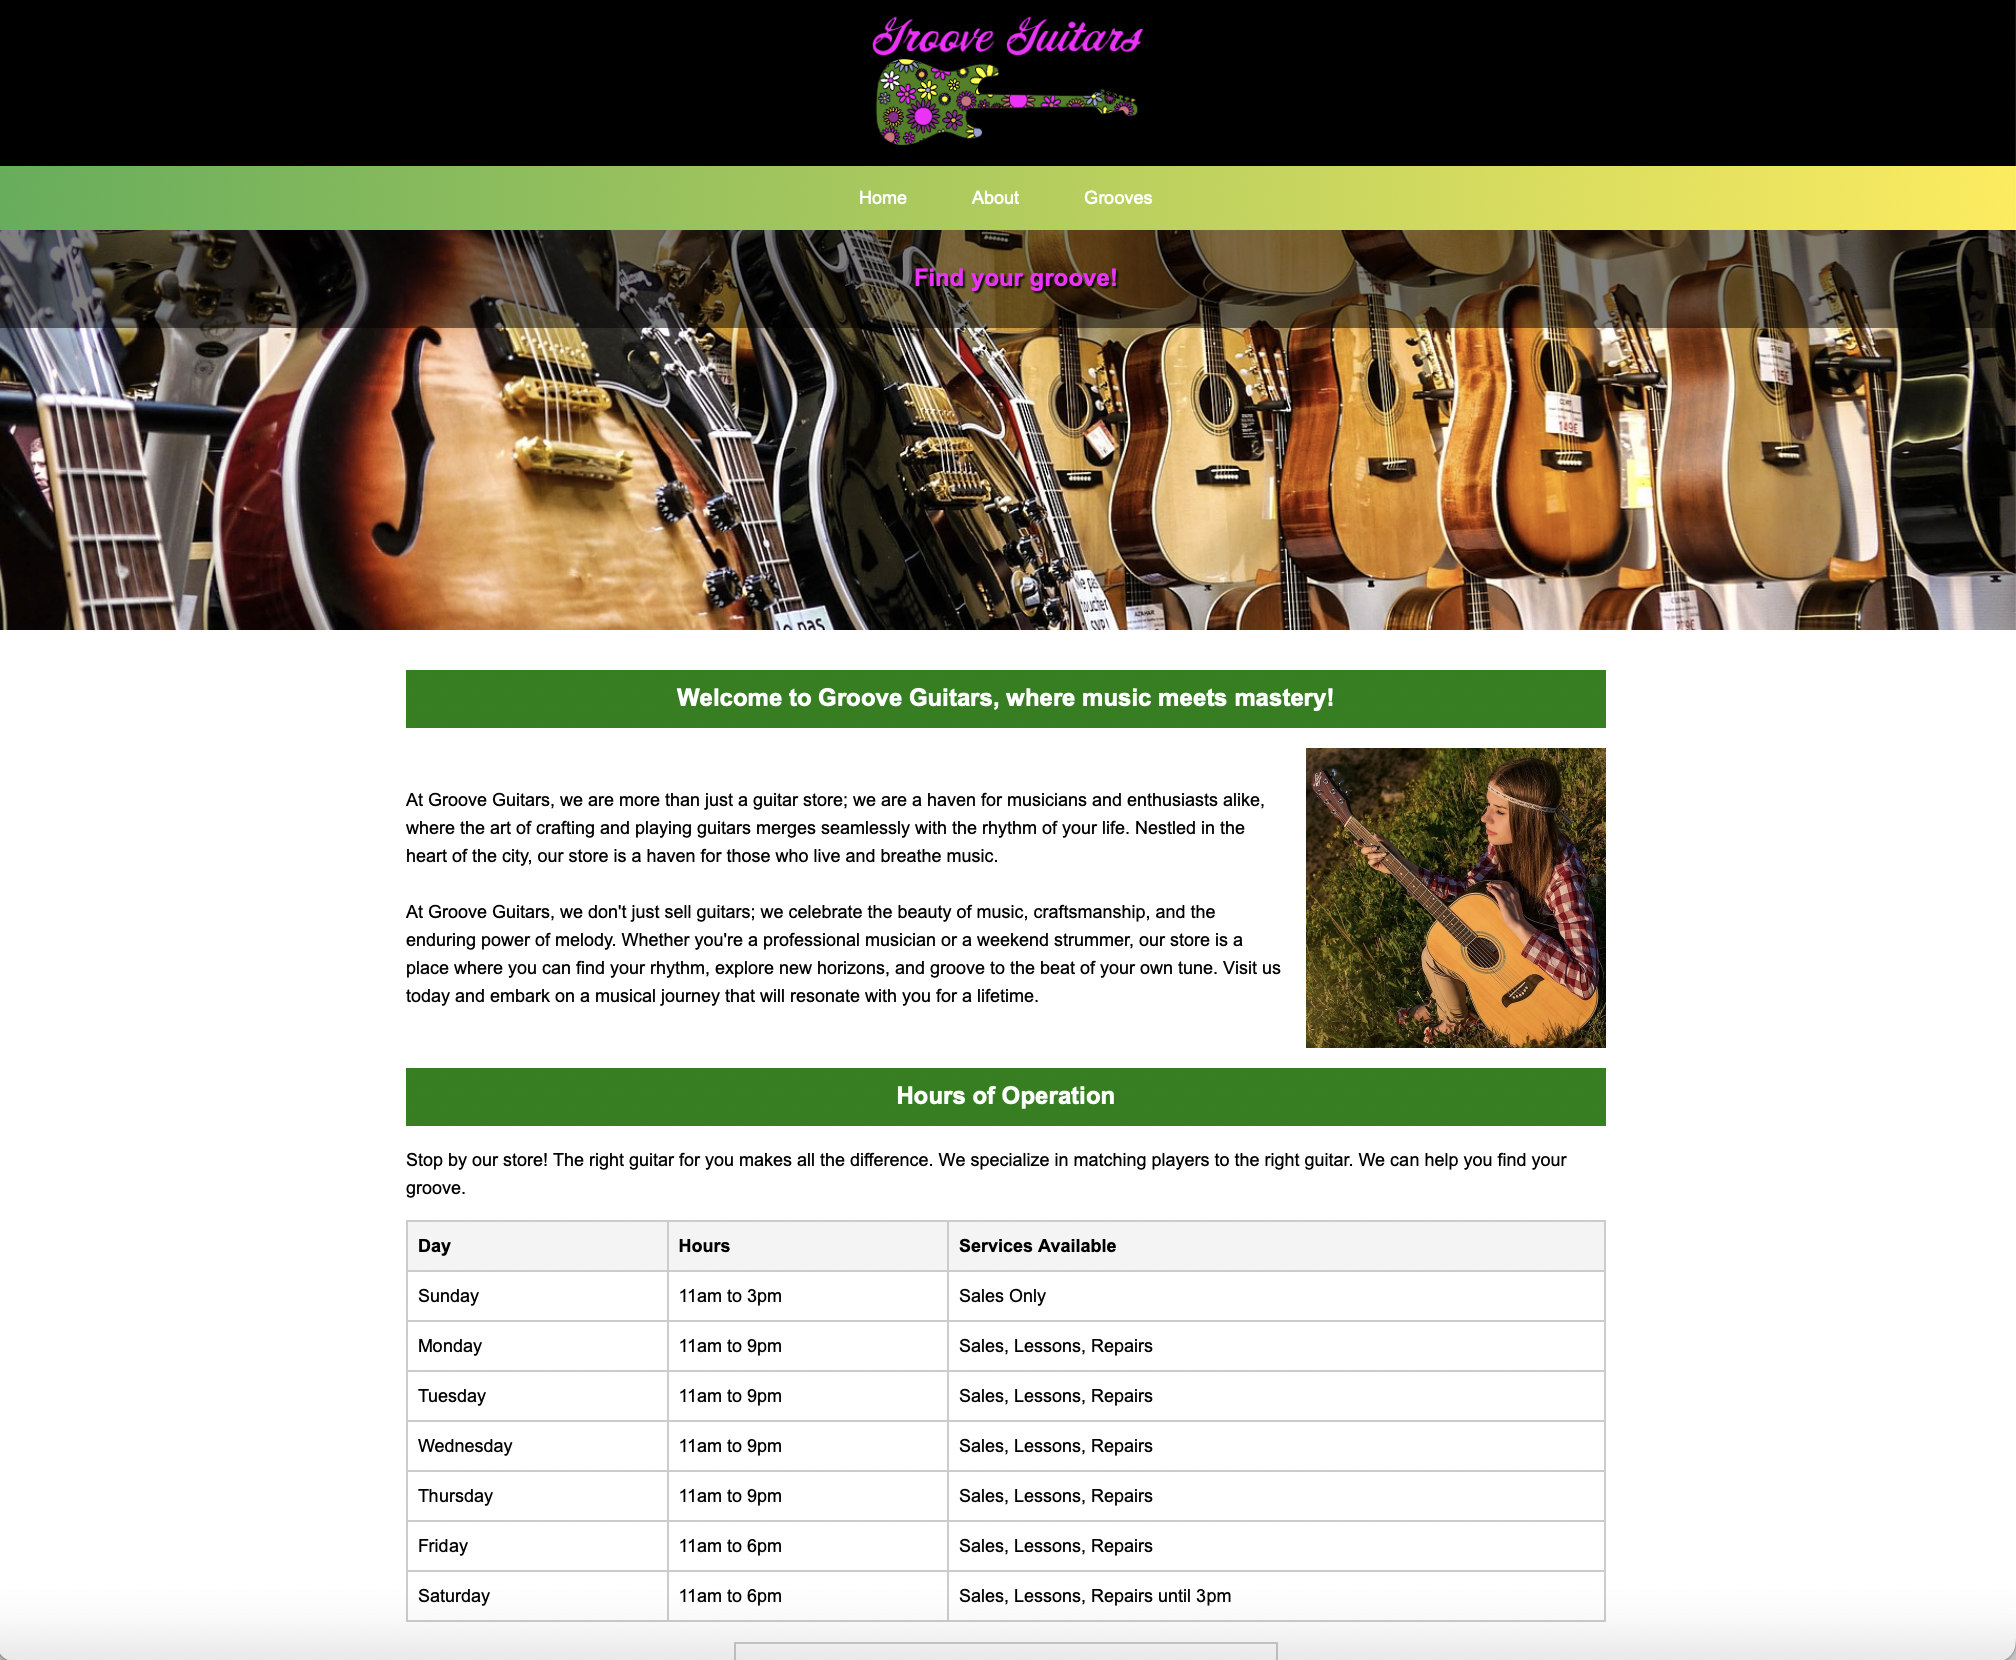 Groove Guitars
Home About Grooves
Find your groove!
149€
le pas
le pas
toucher
SVP!
Welcome to Groove Guitars, where music meets mastery!
At Groove Guitars, we are more than just a guitar store; we are a haven for musicians and enthusiasts alike,
where the art of crafting and playing guitars merges seamlessly with the rhythm of your life. Nestled in the
heart of the city, our store is a haven for those who live and breathe music.
At Groove Guitars, we don't just sell guitars; we celebrate the beauty of music, craftsmanship, and the
enduring power of melody. Whether you're a professional musician or a weekend strummer, our store is a
place where you can find your rhythm, explore new horizons, and groove to the beat of your own tune. Visit us
today and embark on a musical journey that will resonate with you for a lifetime.
Hours of Operation
Stop by our store! The right guitar for you makes all the difference. We specialize in matching players to the right guitar. We can help you find your
groove.
Day Hours Services Available
Sunday 11am to 3pm Sales Only
Monday 11am to 9pm Sales, Lessons, Repairs
Tuesday 11am to 9pm Sales, Lessons, Repairs
Wednesday 11am to 9pm Sales, Lessons, Repairs
Thursday 11am to 9pm Sales, Lessons, Repairs
Friday 11am to 6pm Sales, Lessons, Repairs
Saturday 11am to 6pm Sales, Lessons, Repairs until 3pm